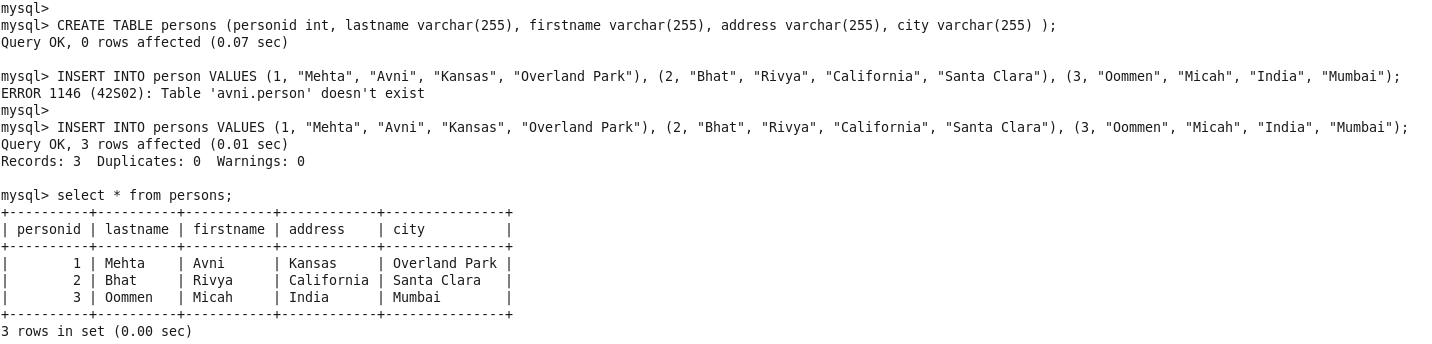 mysql>
mysql> CREATE TABLE persons (personid int, lastname varchar(255), firstname varchar(255), address varchar(255), city varchar(255) );
Query OK, 0 rows affected (0.07 sec)

mysql> INSERT INTO person VALUES (1, "Mehta", "Avni", "Kansas", "Overland Park"), (2, "Bhat", "Rivya", "California", "Santa Clara"), (3, "Oommen", "Micah", "India", "Mumbai");
ERROR 1146 (42S02): Table 'avni.person' doesn't exist
mysql>
mysql> INSERT INTO persons VALUES (1, "Mehta", "Avni", "Kansas", "Overland Park"), (2, "Bhat", "Rivya", "California", "Santa Clara"), (3, "Oommen", "Micah", "India", "Mumbai");
Query OK, 3 rows affected (0.01 sec)
Records: 3  Duplicates: 0  Warnings: 0

mysql> select * from persons;
+----------+----------+-----------+------------+---------------+
| personid | lastname | firstname | address    | city          |
+----------+----------+-----------+------------+---------------+
|        1 | Mehta    | Avni      | Kansas     | Overland Park |
|        2 | Bhat     | Rivya     | California | Santa Clara   |
|        3 | Oommen   | Micah     | India      | Mumbai        |
+----------+----------+-----------+------------+---------------+
3 rows in set (0.00 sec)